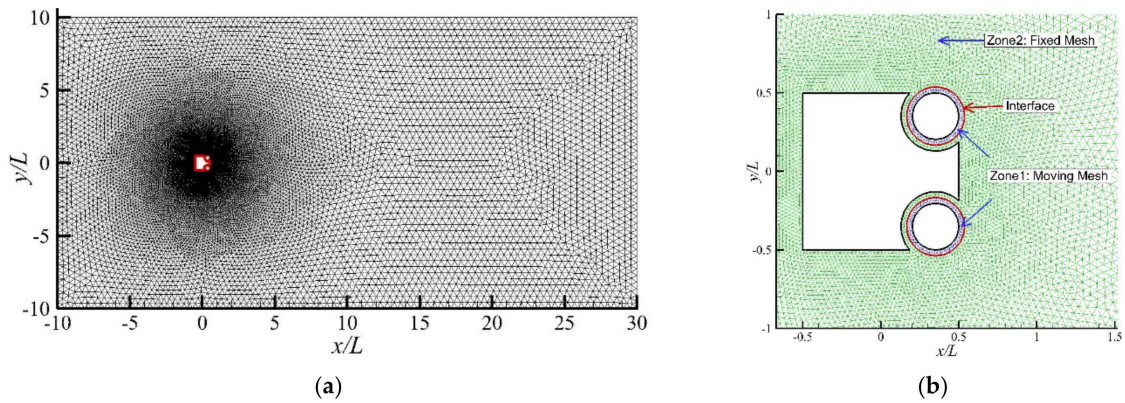 10
5
0
-5
-10
y/L
-10 -5 0 5 10 15 20 25 30
x/L
(a)
1
0.5
0
-0.5
-1
y/L
Zone2: Fixed Mesh
Interface
Zone1: Moving Mesh
-0.5 0 0.5 1 1.5
x/L
(b)